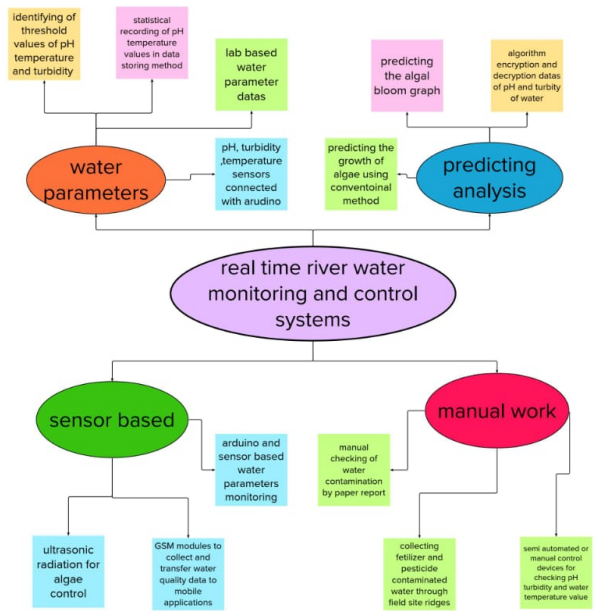 identifying of
threshold
values of pH
temperature
and turbidity
statistical
recording of pH
temperature
values in data
storing method
lab based
water
parameter
datas
pH, turbidity
,temperature
sensors
connected
with arudino
water
parameters
predicting
the algal
bloom graph
algorithm
encryption and
decryption datas
of pH and turbity
of water
predicting the
growth of
algae using
conventoinal
method
predicting
analysis
real time river water
monitoring and control
systems
sensor based
arduino and
sensor based
water
parameters
monitoring
ultrasonic
radiation for
algae
control
GSM modules to
collect and
transfer water
quality data to
mobile
applications
manual work
manual
checking of
water
contamination
by paper report
collecting
fetilizer and
pesticide
contaminated
water through
field site ridges
semi automated or
manual control
devices for
checking pH
turbidity and water
temperature value